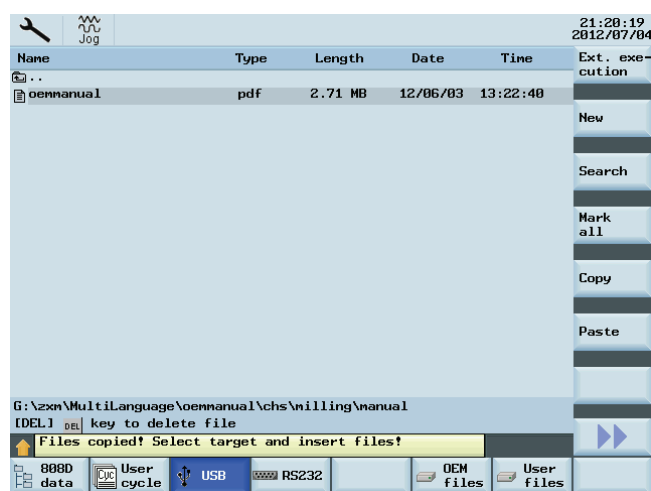 21:20:19
2012/07/04
Jog
Name Type Length Date Time
..
oemmanual pdf 2.71 MB 12/06/03 13:22:40
Ext. exe-
cution
New
Search
Mark
all
Copy
Paste
G:\zxm\MultiLanguage\oemmanual\chs\milling\manual
[DEL] DEL key to delete file
Files copied! Select target and insert files!
808D
data
Cyc
User
cycle
USB
RS232
OEM
files
User
files